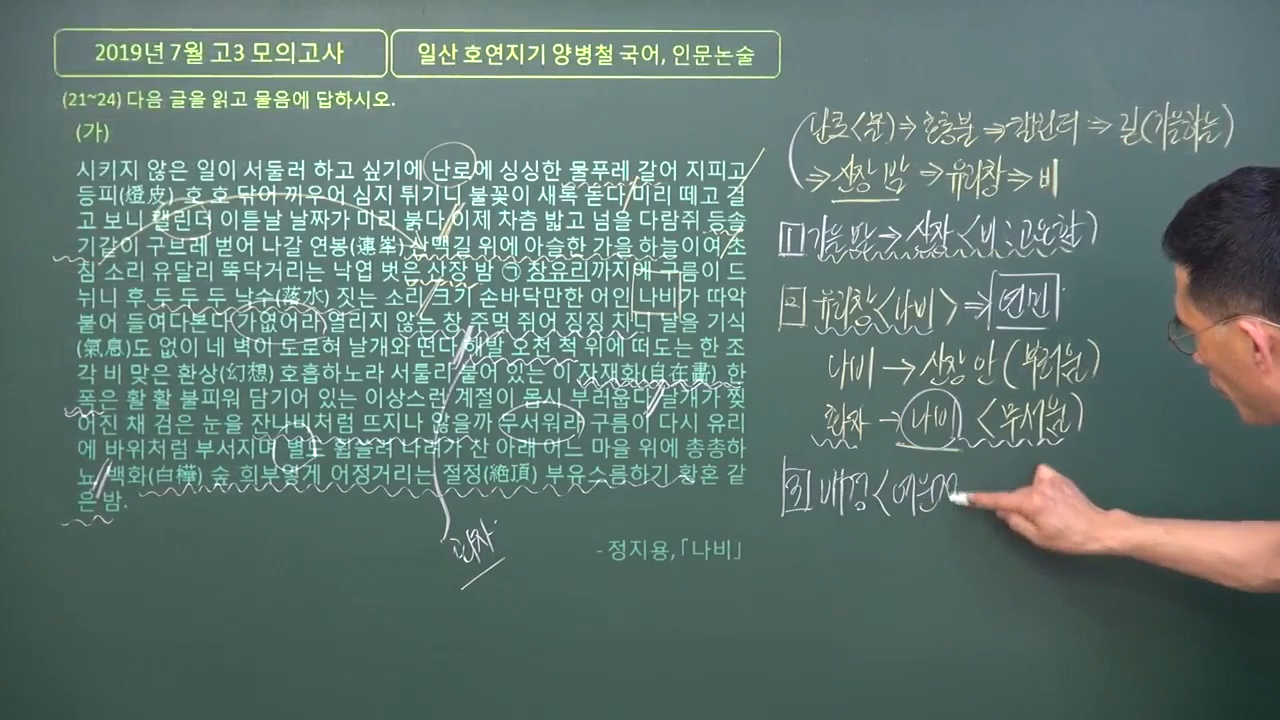 2019년 7월 고3 모의고사
일산 호연지기 양병철 국어, 인문논술
(21~24) 다음 글을 읽고 물음에 답하시오.
(가)
시키지 않은 일이 서둘러 하고 싶기에 난로에 싱싱한 물푸레 갈어 지피고
등피(燈皮) 호 호 닦어 끼우어 심지 튀기니 불꽃이 새록 돋다 미리 떼고 걸
고 보니 캘린더 이튿날 날짜가 미리 붉다 이제 차츰 밟고 넘을 다람쥐 등솔
기같이 구브레 벋어 나갈 연봉(連峯) 산맥길 위에 아슬한 가을 하늘이여 초
침 소리 유달리 뚝닥거리는 낙엽 벗은 산장 밤 ㉠ 창유리까지에 구름이 드
뉘니 후 두 두 두 낙수(落水) 짓는 소리 크기 손바닥만한 어인 나비가 따악
붙어 들여다본다 가엾어라 열리지 않는 창 주먹 쥐어 징징 치니 날을 기식
(氣息)도 없이 네 벽이 도로혀 날개와 떤다 해발 오천 척 위에 떠도는 한 조
각 비 맞은 환상(幻想) 호흡하노라 서툴리 붙어 있는 이 자재화(自在畵) 한
폭은 활 활 불피워 담기어 있는 이상스런 계절이 몹시 부러웁다 날개가 찢
어진 채 검은 눈을 잔나비처럼 뜨지나 않을까 무서워라 구름이 다시 유리
에 바위처럼 부서지며 별도 휩쓸려 나려가 산 아래 어느 마을 위에 총총하
뇨 백화(白樺) 숲 희부옇게 어정거리는 절정(絶頂) 부유스름하기 황혼 같
은 밤.
- 정지용, ｢나비｣
화자
(난로<불) ⇒ 호롱불 ⇒ 캘린더 ⇒ 길(가을하늘)
⇒ 산장 밤 ⇒ 유리창 ⇒ 비
1 가을 밤 → 산장 <비 : 고요함)
2 유리창 <나비 > ⇒ 연민
나비 → 산장 안 (부러움)
화자 → 나비 <무서움)
3 배경 <